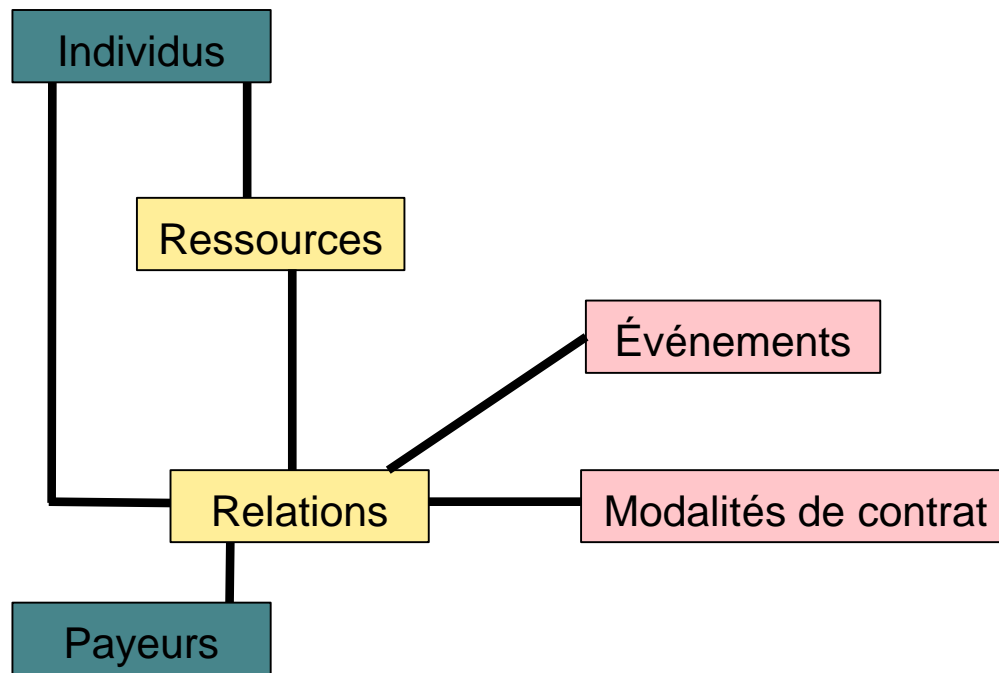 Individus
Ressources
Événements
Relations
Modalités de contrat
Payeurs